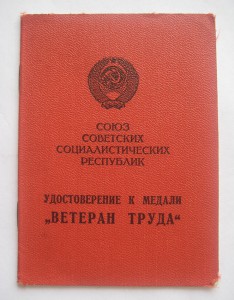 СОЮЗ
СОВЕТСКИХ
СОЦИАЛИСТИЧЕСКИХ
РЕСПУБЛИК
УДОСТОВЕРЕНИЕ К МЕДАЛИ
„ВЕТЕРАН ТРУДА“